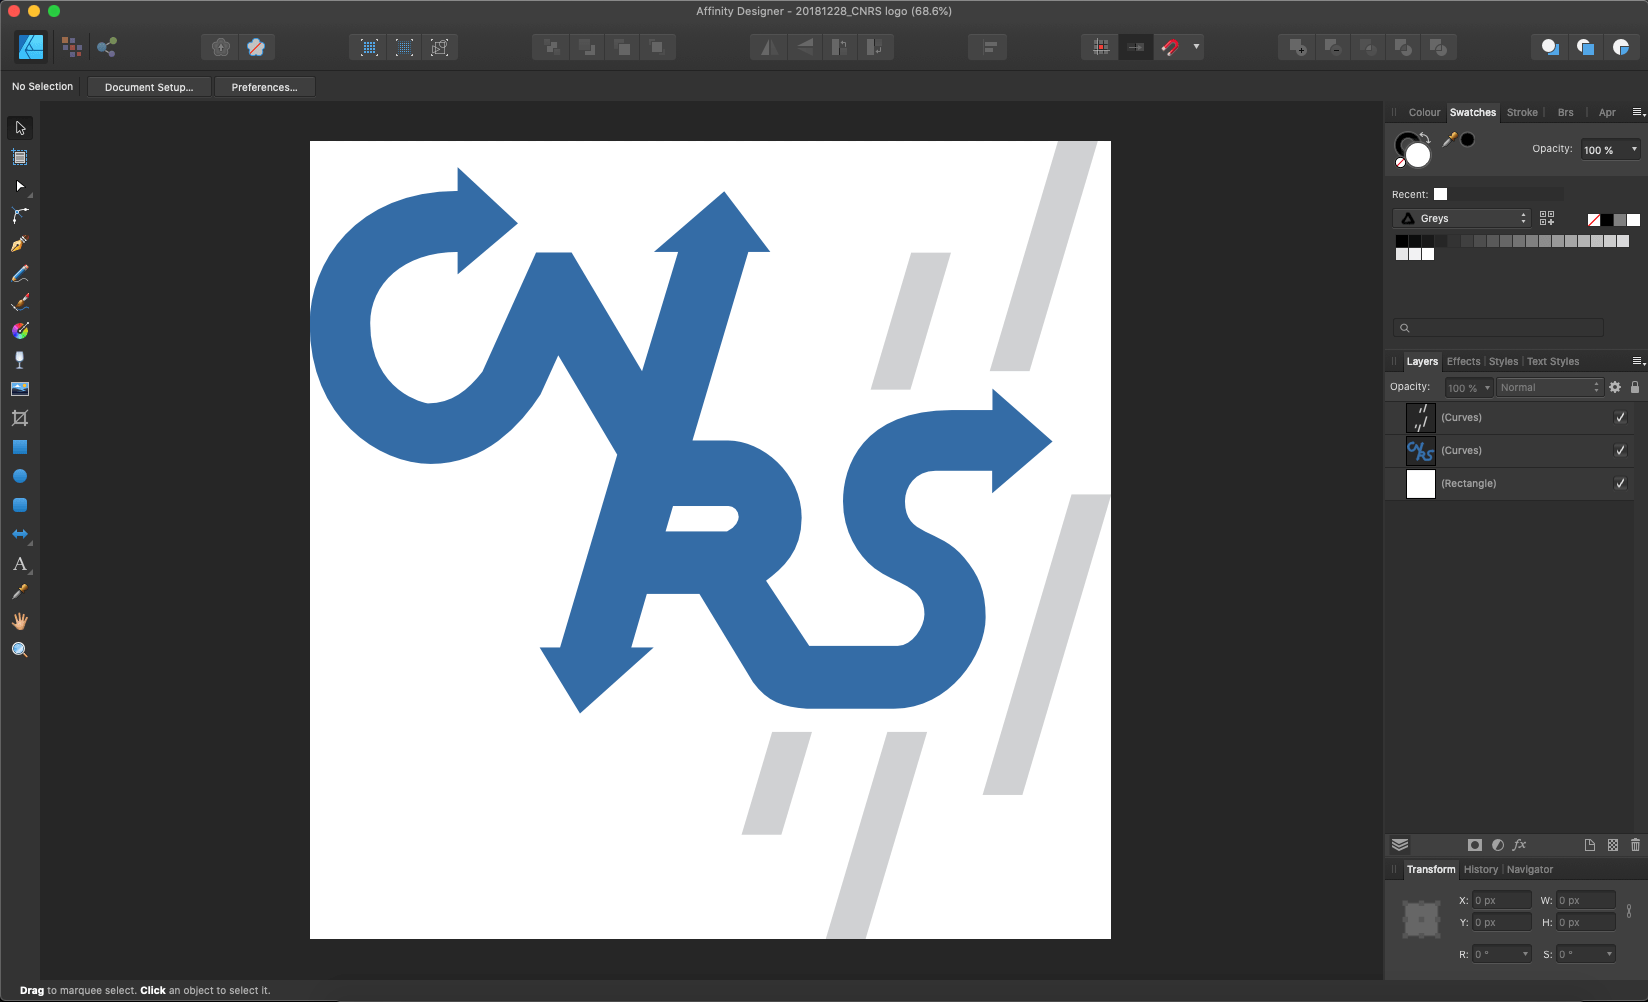 Affinity Designer - 20181228_CNRS logo (68.6%)
No Selection
Document Setup...
Preferences...
Colour
Swatches
Stroke
Brs
Apr
Opacity:
100 %
Recent:
Greys
Layers
Effects
Styles
Text Styles
Opacity:
100 %
Normal
fx
(Curves)
(Curves)
(Rectangle)
A
CNRS
Transform
History
Navigator
X: 0 px
W: 0 px
Y: 0 px
H: 0 px
R: 0 °
S: 0 °
Drag to marquee select. Click an object to select it.